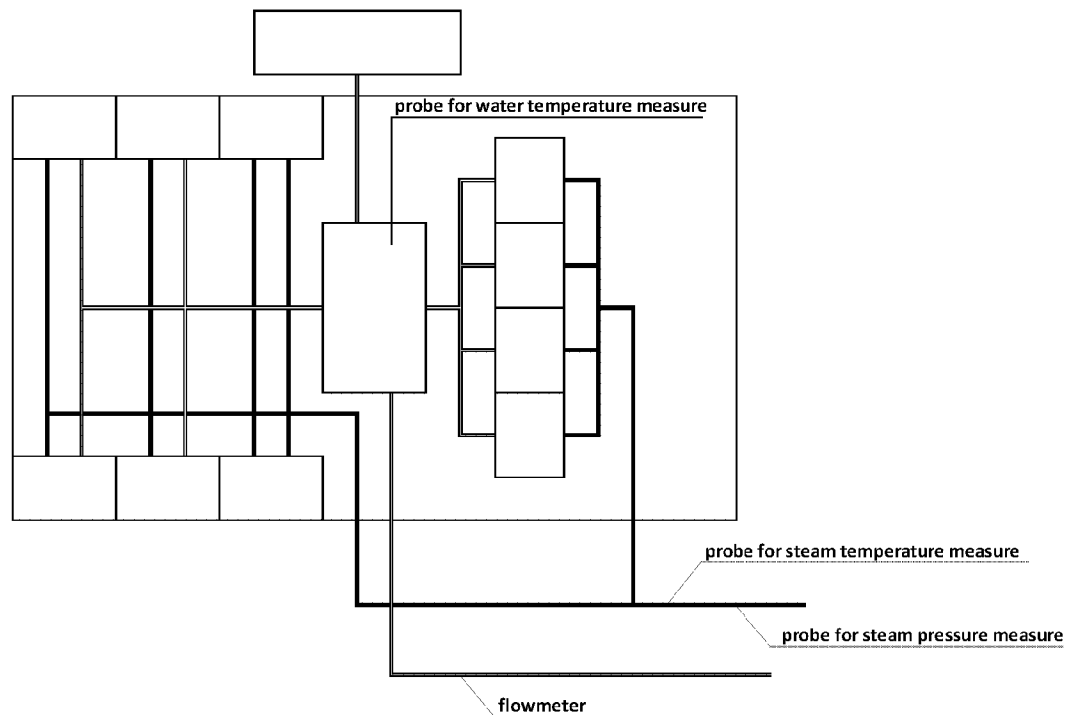 probe for water temperature measure
probe for steam temperature measure
probe for steam pressure measure
flowmeter